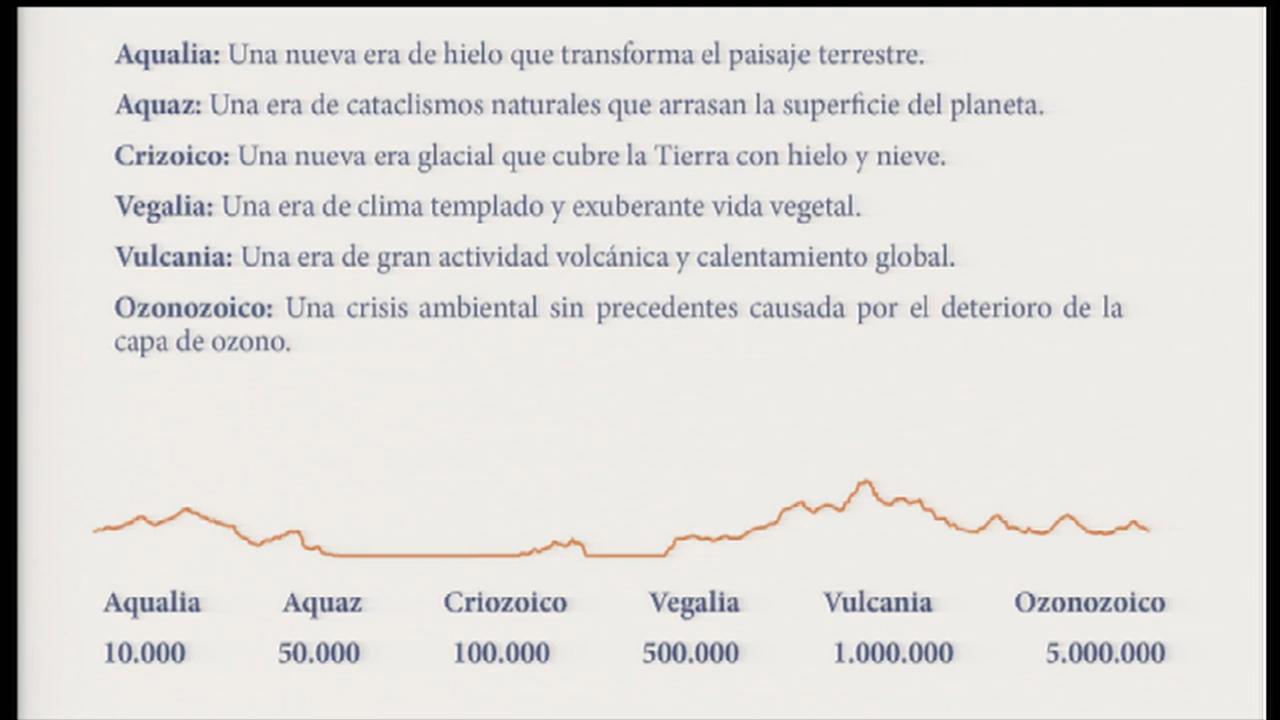 Aqualia: Una nueva era de hielo que transforma el paisaje terrestre.
Aquaz: Una era de cataclismos naturales que arrasan la superficie del planeta.
Crizoico: Una nueva era glacial que cubre la Tierra con hielo y nieve.
Vegalia: Una era de clima templado y exuberante vida vegetal.
Vulcania: Una era de gran actividad volcánica y calentamiento global.
Ozonozoico: Una crisis ambiental sin precedentes causada por el deterioro de la
capa de ozono.
Aqualia Aquaz Criozoico Vegalia Vulcania Ozonozoico
10.000 50.000 100.000 500.000 1.000.000 5.000.000